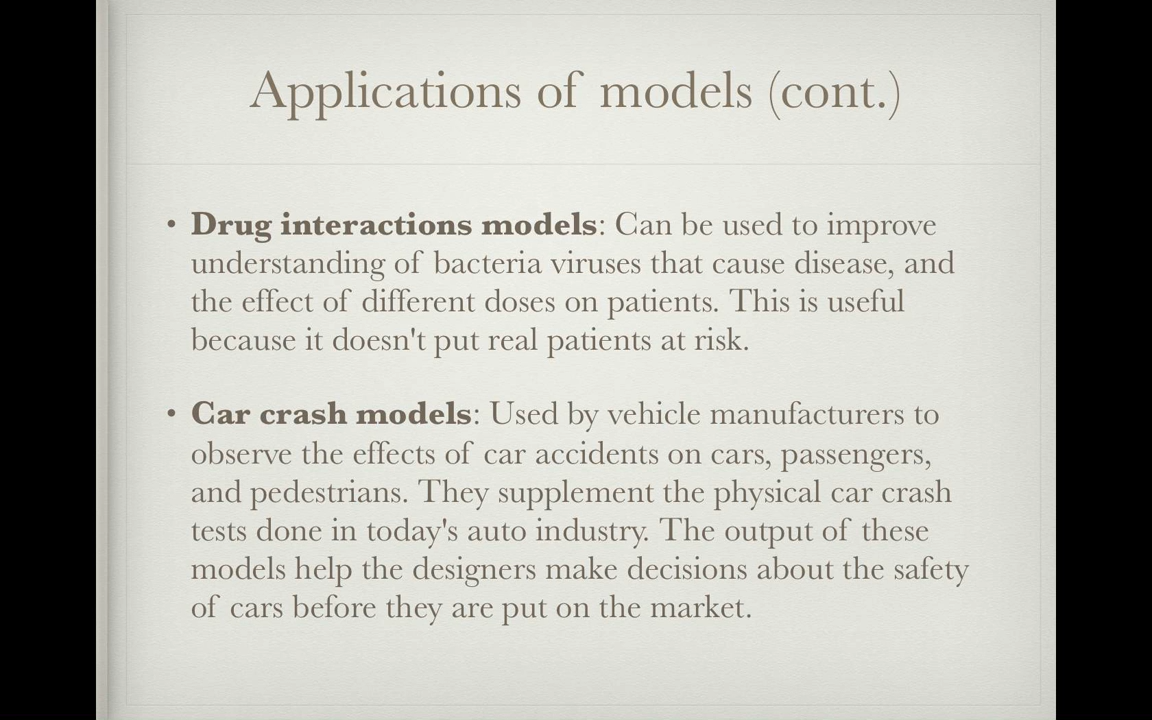 Applications of models (cont.)
• Drug interactions models: Can be used to improve
understanding of bacteria viruses that cause disease, and
the effect of different doses on patients. This is useful
because it doesn't put real patients at risk.
• Car crash models: Used by vehicle manufacturers to
observe the effects of car accidents on cars, passengers,
and pedestrians. They supplement the physical car crash
tests done in today's auto industry. The output of these
models help the designers make decisions about the safety
of cars before they are put on the market.